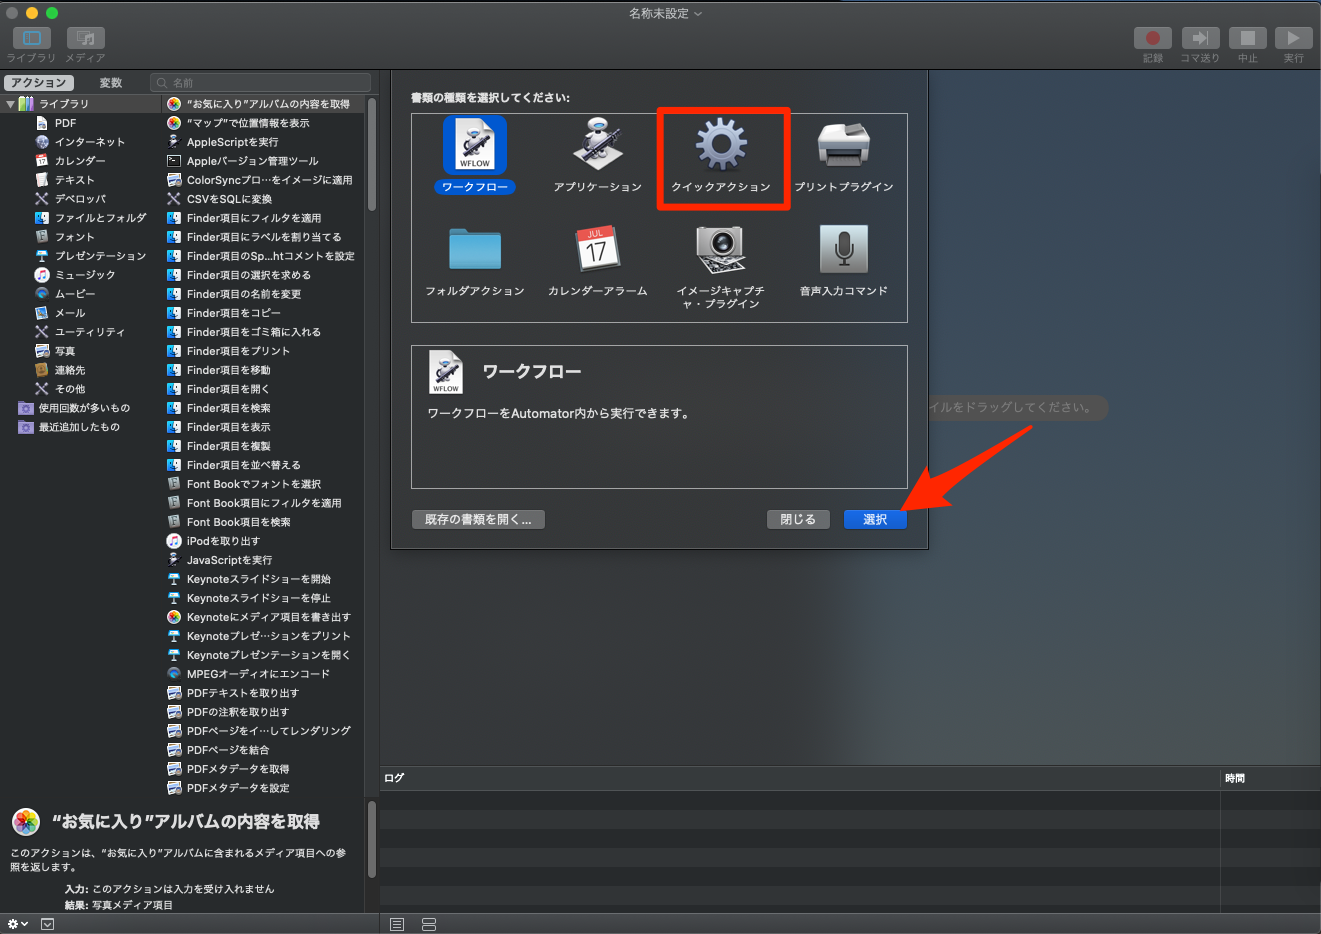 名称未設定
ライブラリ メディア
記録 コマ送り 中止 実行
アクション 変数 名前
ライブラリ
PDF
インターネット
カレンダー
テキスト
デベロッパ
ファイルとフォルダ
フォント
プレゼンテーション
ミュージック
ムービー
メール
ユーティリティ
写真
連絡先
その他
使用回数が多いもの
最近追加したもの
“お気に入り”アルバムの内容を取得
“マップ”で位置情報を表示
AppleScriptを実行
Appleバージョン管理ツール
ColorSyncプロ…をイメージに適用
CSVをSQLに変換
Finder項目にフィルタを適用
Finder項目にラベルを割り当てる
Finder項目のSp...htコメントを設定
Finder項目の選択を求める
Finder項目の名前を変更
Finder項目をコピー
Finder項目をゴミ箱に入れる
Finder項目をプリント
Finder項目を移動
Finder項目を開く
Finder項目を検索
Finder項目を表示
Finder項目を複製
Finder項目を並べ替える
Font Bookでフォントを選択
Font Book項目にフィルタを適用
Font Book項目を検索
iPodを取り出す
JavaScriptを実行
Keynoteスライドショーを開始
Keynoteスライドショーを停止
Keynoteにメディア項目を書き出す
Keynoteプレゼ…ションをプリント
Keynoteプレゼンテーションを開く
MPEGオーディオにエンコード
PDFテキストを取り出す
PDFの注釈を取り出す
PDFページをイ…してレンダリング
PDFページを結合
PDFメタデータを取得
PDFメタデータを設定
“お気に入り”アルバムの内容を取得
このアクションは、“お気に入り”アルバムに含まれるメディア項目への参
照を返します。
入力: このアクションは入力を受け入れません
結果: 写真メディア項目
書類の種類を選択してください:
WFLOW
ワークフロー
アプリケーション
クイックアクション
プリントプラグイン
フォルダアクション
JUL
17
カレンダーアラーム
イメージキャプチ
ャ・プラグイン
音声入力コマンド
WFLOW
ワークフロー
ワークフローをAutomator内から実行できます。
既存の書類を開く... 閉じる 選択
イルをドラッグしてください。
ログ 時間